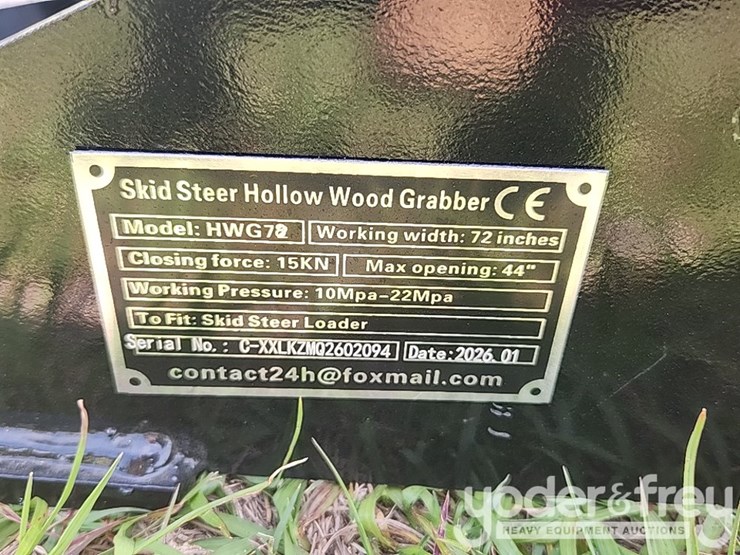 Skid Steer Hollow Wood Grabber CE
Model: HWG72 Working width: 72 inches
Closing force: 15KN Max opening: 44"
Working Pressure: 10Mpa-22Mpa
To Fit: Skid Steer Loader
Serial No.: C-XXLKZMQ2602094 Date: 2026.01
contact24h@foxmail.com
yoder&frey
HEAVY EQUIPMENT AUCTIONS